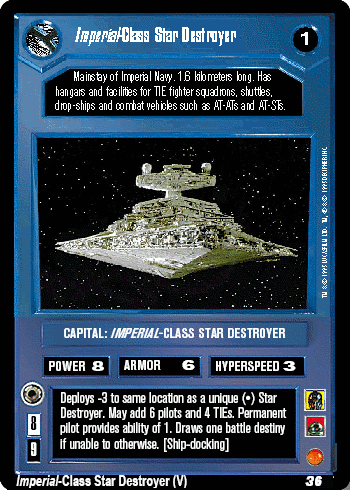 Imperial-Class Star Destroyer
1
Mainstay of Imperial Navy. 1.6 kilometers long. Has
hangars and facilities for TIE fighter squadrons, shuttles,
drop-ships and combat vehicles such as AT-ATs and AT-STs.
CAPITAL: IMPERIAL-CLASS STAR DESTROYER
POWER 8
ARMOR 6
HYPERSPEED 3
Deploys -3 to same location as a unique (•) Star
Destroyer. May add 6 pilots and 4 TIEs. Permanent
pilot provides ability of 1. Draws one battle destiny
if unable to otherwise. [Ship-docking]
8
9
Imperial-Class Star Destroyer (V)
36